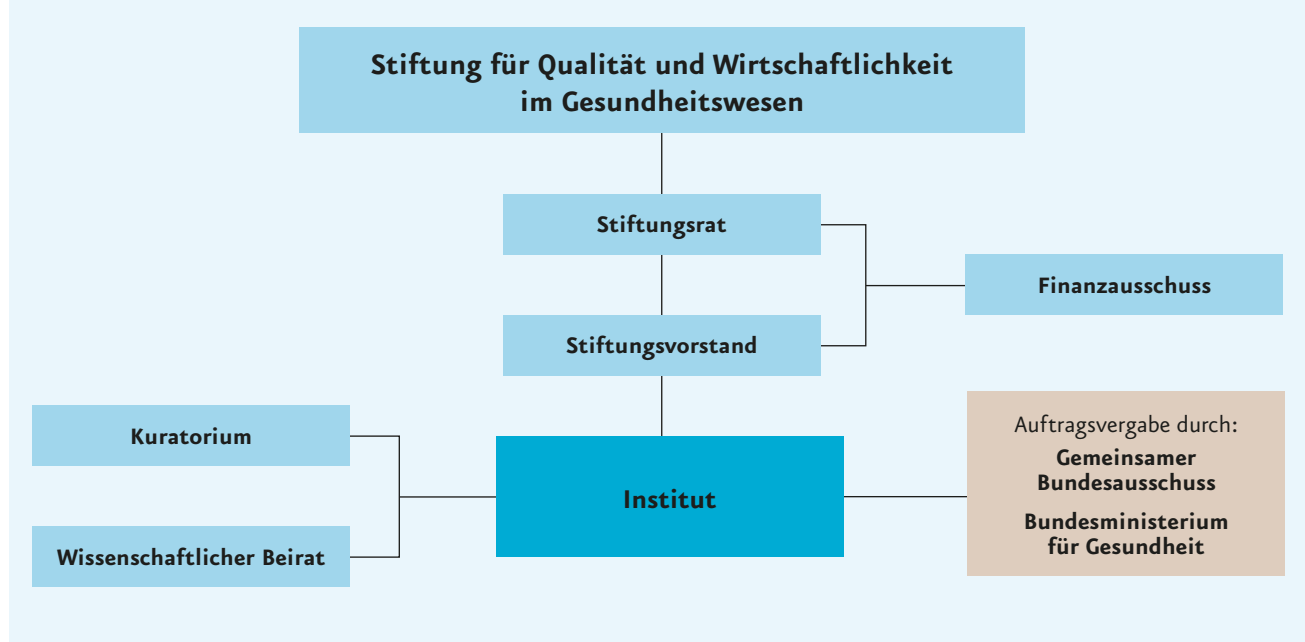 Stiftung für Qualität und Wirtschaftlichkeit
im Gesundheitswesen
Stiftungsrat
Finanzausschuss
Stiftungsvorstand
Kuratorium
Wissenschaftlicher Beirat
Institut
Auftragsvergabe durch:
Gemeinsamer
Bundesausschuss
Bundesministerium
für Gesundheit